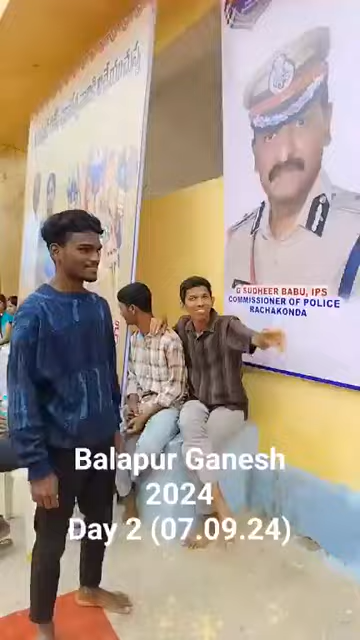 G SUDHEER BABU, IPS
COMMISSIONER OF POLICE
RACHAKONDA
Balapur Ganesh
2024
Day 2 (07.09.24)